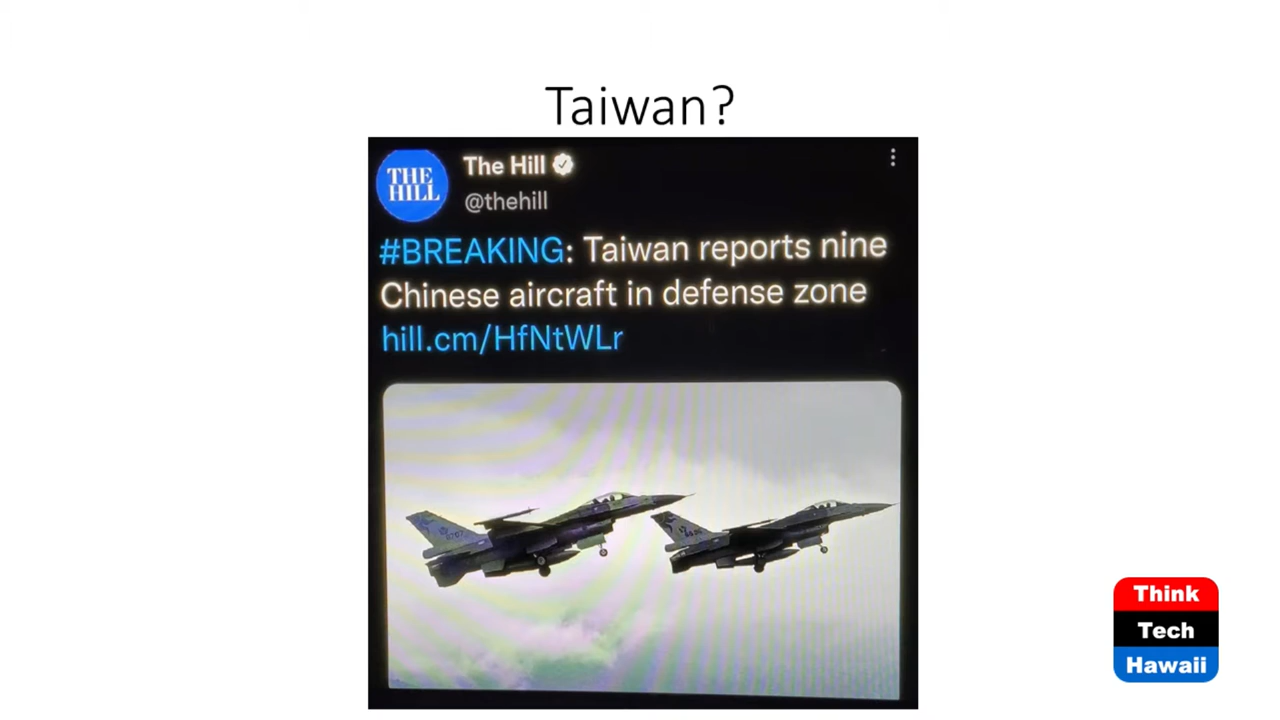 Taiwan?
THE
HILL
The Hill
@thehill
#BREAKING: Taiwan reports nine
Chinese aircraft in defense zone
hill.cm/HfNtWLr
Think
Tech
Hawaii